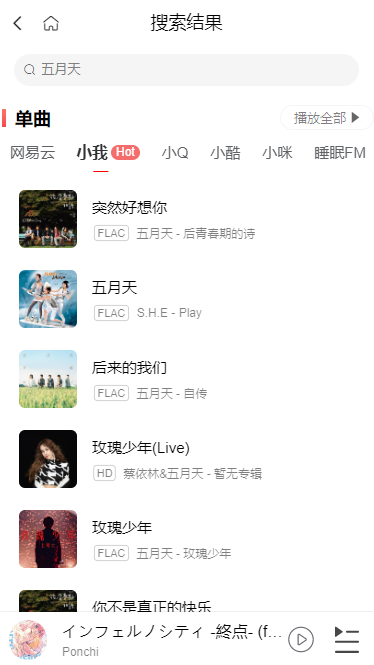 搜索结果
五月天
单曲
播放全部
网易云 小我 Hot 小Q 小酷 小咪 睡眠FM
突然好想你
FLAC 五月天 - 后青春期的诗
五月天
FLAC S.H.E - Play
后来的我们
FLAC 五月天 - 自传
玫瑰少年(Live)
HD 蔡依林&五月天 - 暂无专辑
玫瑰少年
FLAC 五月天 - 玫瑰少年
你不是真正的快乐
インフェルノシティ -終点- (f...
Ponchi